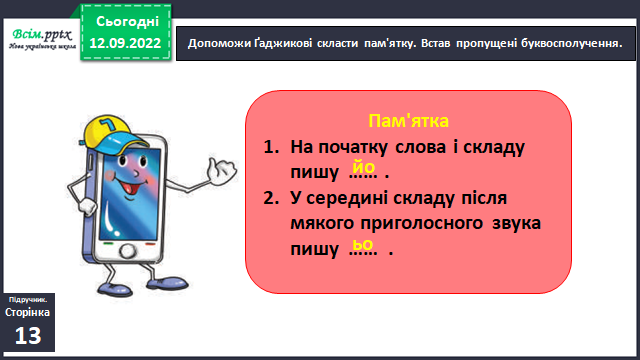 Всім.pptx
Нова українська школа
Сьогодні
12.09.2022
Допоможи Ґаджикові скласти пам'ятку. Встав пропущені буквосполучення.
Пам'ятка
1. На початку слова і складу
пишу йо...... .
2. У середині складу після
мякого приголосного звука
пишу ьо...... .
Підручник.
Сторінка
13